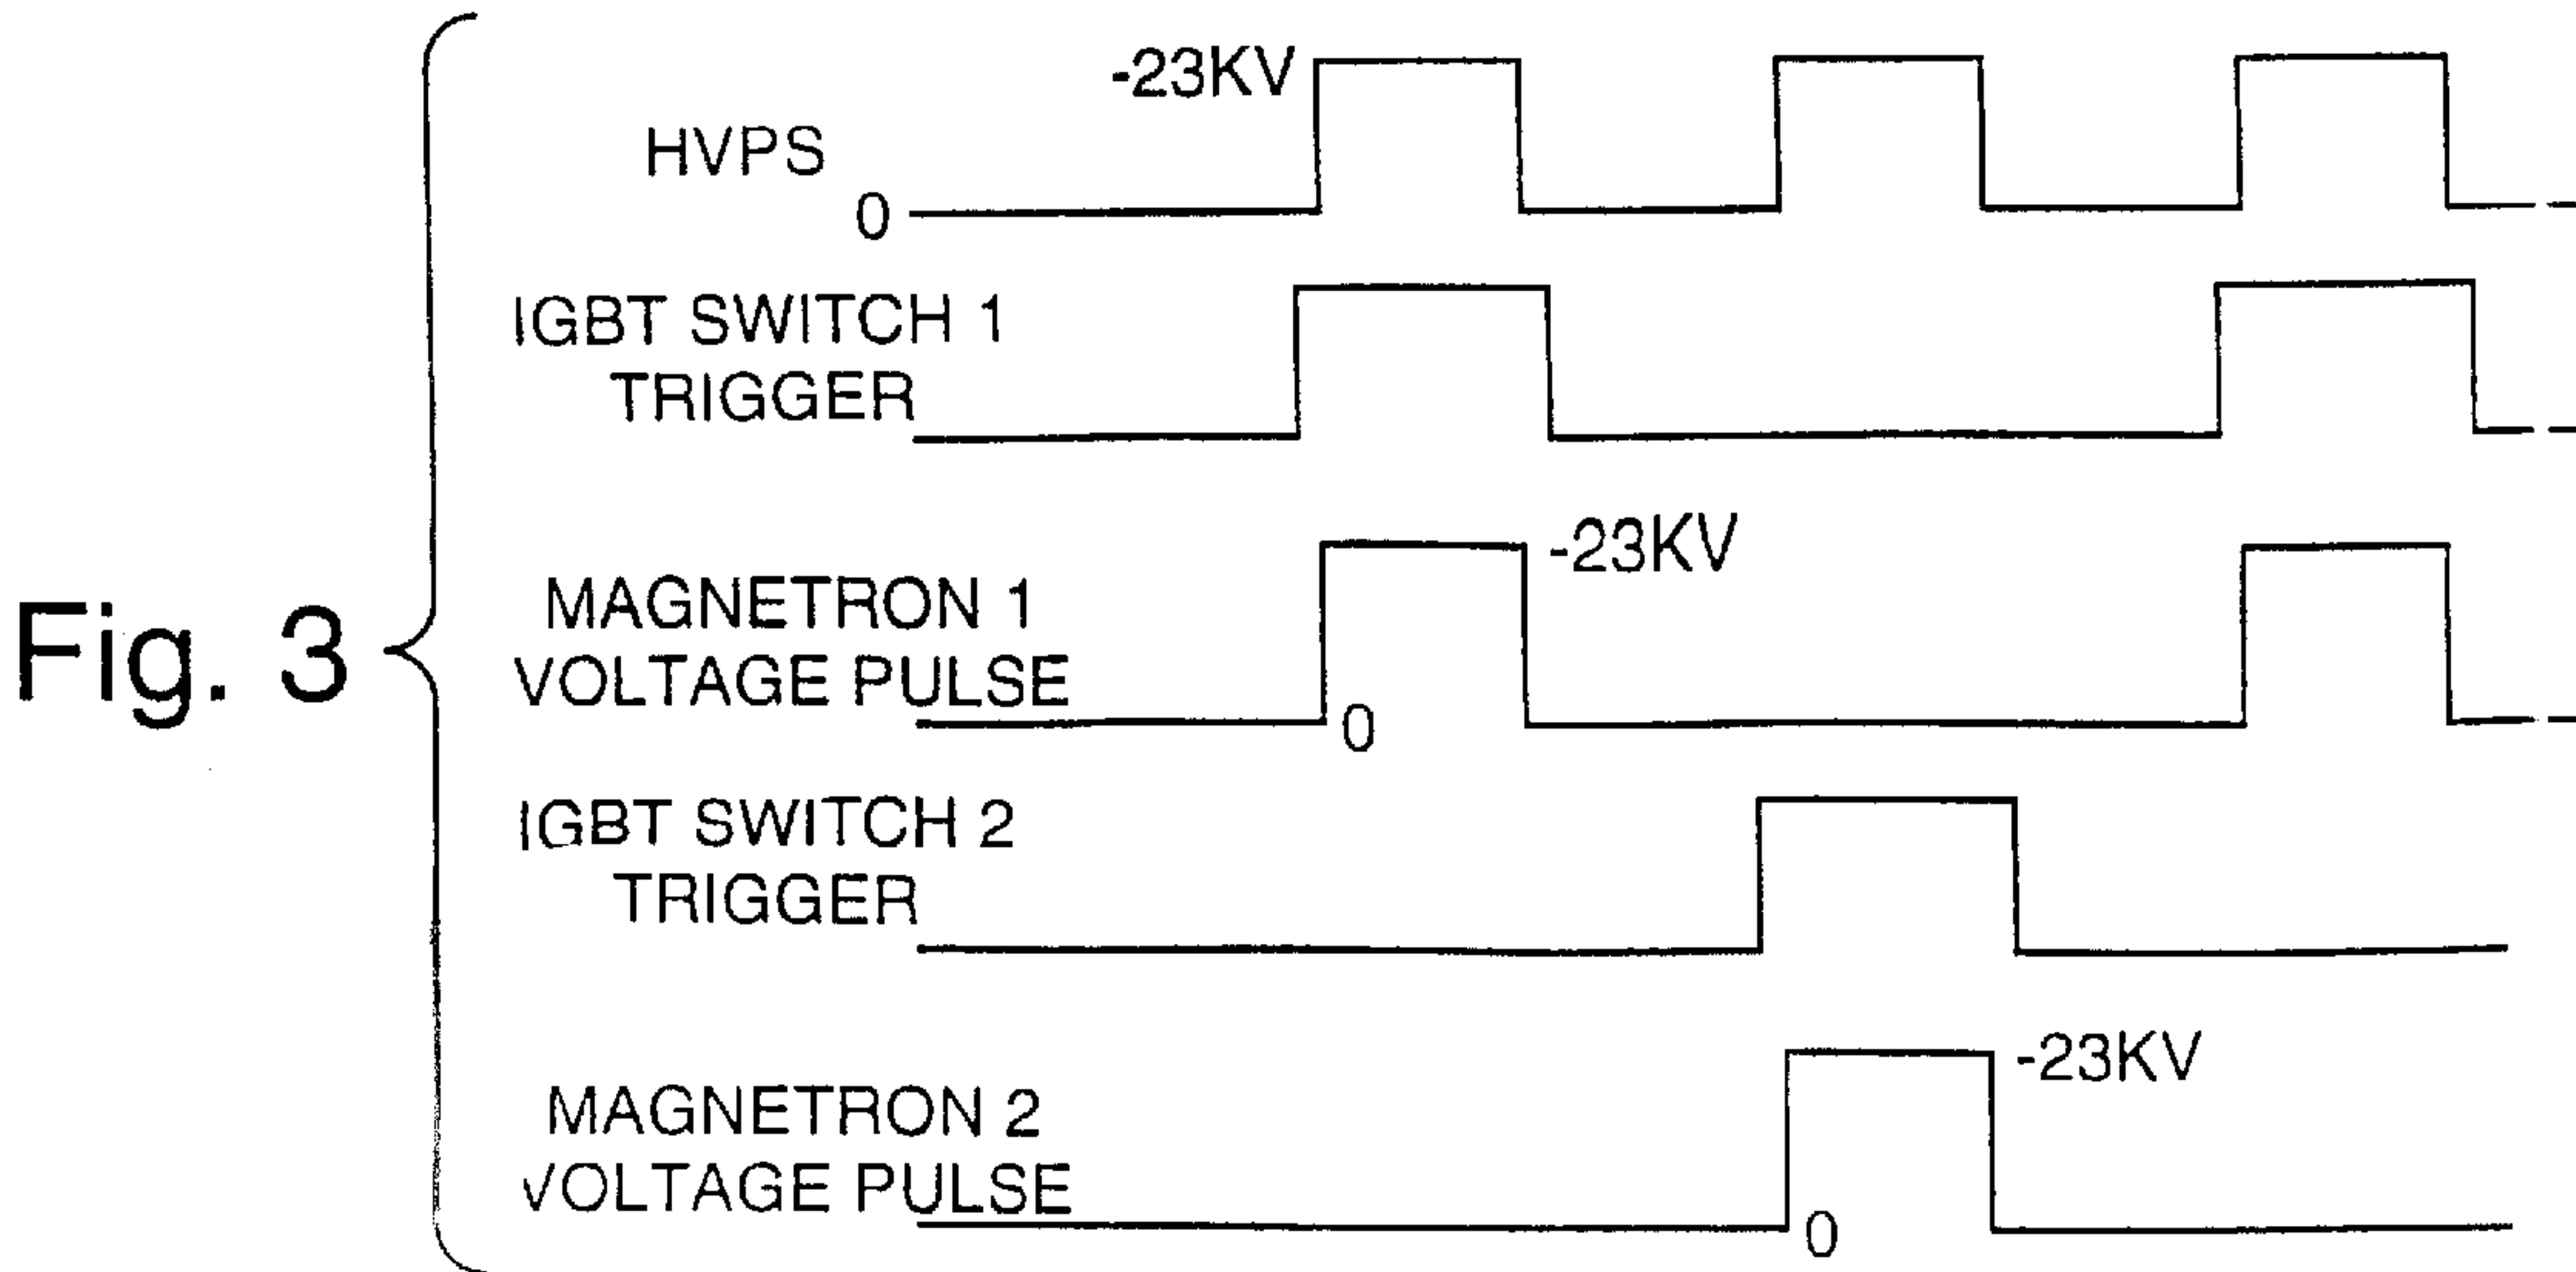 Fig. 3
-23KV
HVPS
0
IGBT SWITCH 1
TRIGGER
-23KV
MAGNETRON 1
VOLTAGE PULSE
0
IGBT SWITCH 2
TRIGGER
-23KV
MAGNETRON 2
VOLTAGE PULSE
0